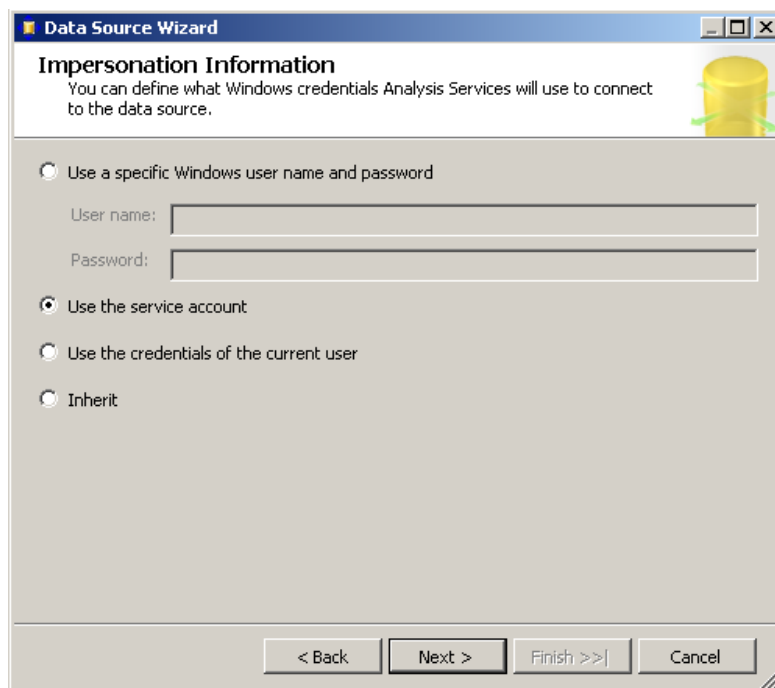 Data Source Wizard
Impersonation Information
You can define what Windows credentials Analysis Services will use to connect
to the data source.
Use a specific Windows user name and password
User name:
Password:
Use the service account
Use the credentials of the current user
Inherit
< Back
Next >
Finish >>|
Cancel